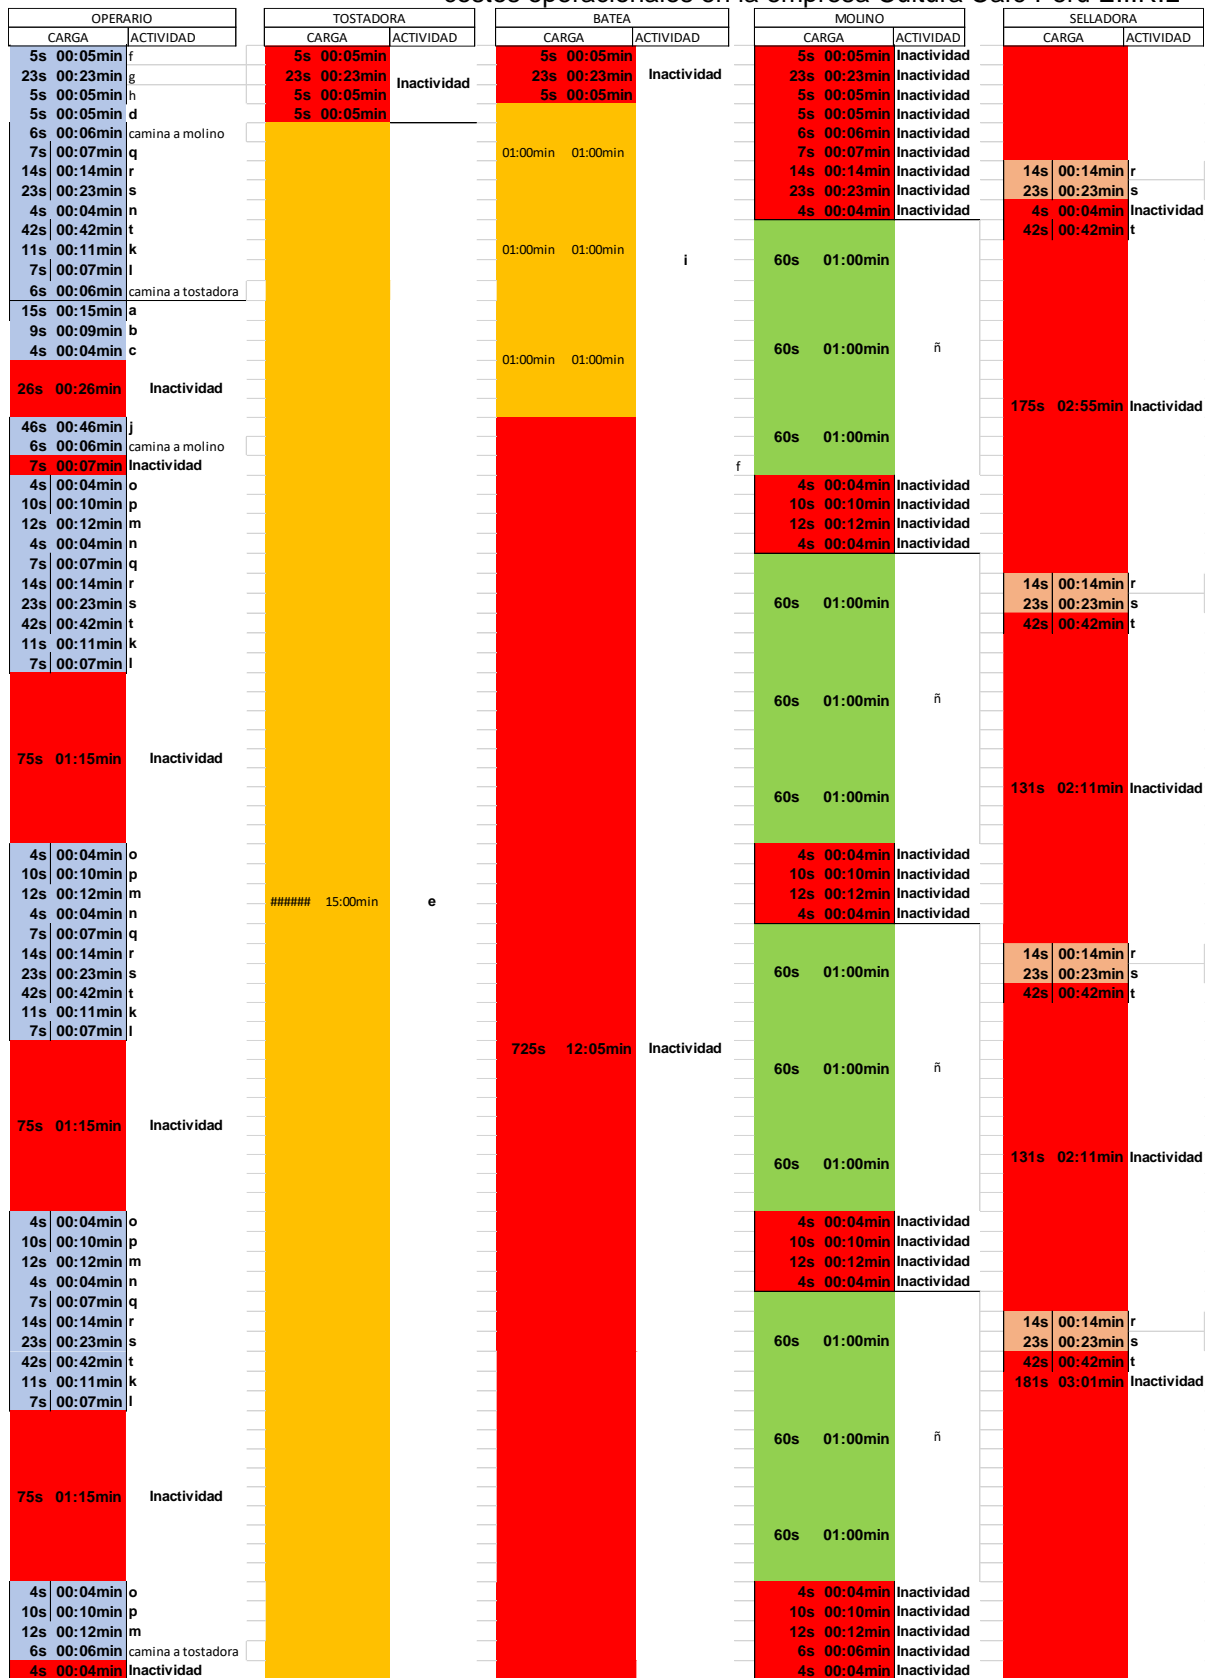 costos operacionales en la empresa Cultura Café Perú E.I.R.L
OPERARIO TOSTADORA BATEA MOLINO SELLADORA
CARGA ACTIVIDAD CARGA ACTIVIDAD CARGA ACTIVIDAD CARGA ACTIVIDAD CARGA ACTIVIDAD
5s 00:05min f 5s 00:05min 5s 00:05min 5s 00:05min Inactividad
23s 00:23min g 23s 00:23min Inactividad 23s 00:23min Inactividad 23s 00:23min Inactividad
5s 00:05min h 5s 00:05min 5s 00:05min 5s 00:05min Inactividad
5s 00:05min d 5s 00:05min 5s 00:05min Inactividad
6s 00:06min camina a molino 6s 00:06min Inactividad
7s 00:07min q 01:00min 01:00min 7s 00:07min Inactividad
14s 00:14min r 14s 00:14min Inactividad 14s 00:14min r
23s 00:23min s 23s 00:23min Inactividad 23s 00:23min s
4s 00:04min n 4s 00:04min Inactividad 4s 00:04min Inactividad
42s 00:42min t 42s 00:42min t
11s 00:11min k 01:00min 01:00min i 60s 01:00min
7s 00:07min l
6s 00:06min camina a tostadora
15s 00:15min a
9s 00:09min b
4s 00:04min c 01:00min 01:00min 60s 01:00min ñ
26s 00:26min Inactividad
175s 02:55min Inactividad
46s 00:46min j
6s 00:06min camina a molino 60s 01:00min
7s 00:07min Inactividad f
4s 00:04min o 4s 00:04min Inactividad
10s 00:10min p 10s 00:10min Inactividad
12s 00:12min m 12s 00:12min Inactividad
4s 00:04min n 4s 00:04min Inactividad
7s 00:07min q
14s 00:14min r 14s 00:14min r
23s 00:23min s 60s 01:00min 23s 00:23min s
42s 00:42min t 42s 00:42min t
11s 00:11min k
7s 00:07min l
60s 01:00min ñ
75s 01:15min Inactividad
131s 02:11min Inactividad
60s 01:00min
4s 00:04min o 4s 00:04min Inactividad
10s 00:10min p 10s 00:10min Inactividad
12s 00:12min m ###### 15:00min e 12s 00:12min Inactividad
4s 00:04min n 4s 00:04min Inactividad
7s 00:07min q
14s 00:14min r 14s 00:14min r
23s 00:23min s 60s 01:00min 23s 00:23min s
42s 00:42min t 42s 00:42min t
11s 00:11min k
7s 00:07min l
725s 12:05min Inactividad
60s 01:00min ñ
75s 01:15min Inactividad
131s 02:11min Inactividad
60s 01:00min
4s 00:04min o 4s 00:04min Inactividad
10s 00:10min p 10s 00:10min Inactividad
12s 00:12min m 12s 00:12min Inactividad
4s 00:04min n 4s 00:04min Inactividad
7s 00:07min q
14s 00:14min r 14s 00:14min r
23s 00:23min s 60s 01:00min 23s 00:23min s
42s 00:42min t 42s 00:42min t
11s 00:11min k 181s 03:01min Inactividad
7s 00:07min l
60s 01:00min ñ
75s 01:15min Inactividad
60s 01:00min
4s 00:04min o 4s 00:04min Inactividad
10s 00:10min p 10s 00:10min Inactividad
12s 00:12min m 12s 00:12min Inactividad
6s 00:06min camina a tostadora 6s 00:06min Inactividad
4s 00:04min Inactividad 4s 00:04min Inactividad